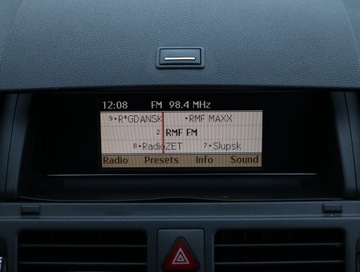 12:08 FM 98.4 MHz
9•R*GDANSK •RMF MAXX
2 RMF FM
8•RadioZET 7•Slupsk
Radio Presets Info Sound